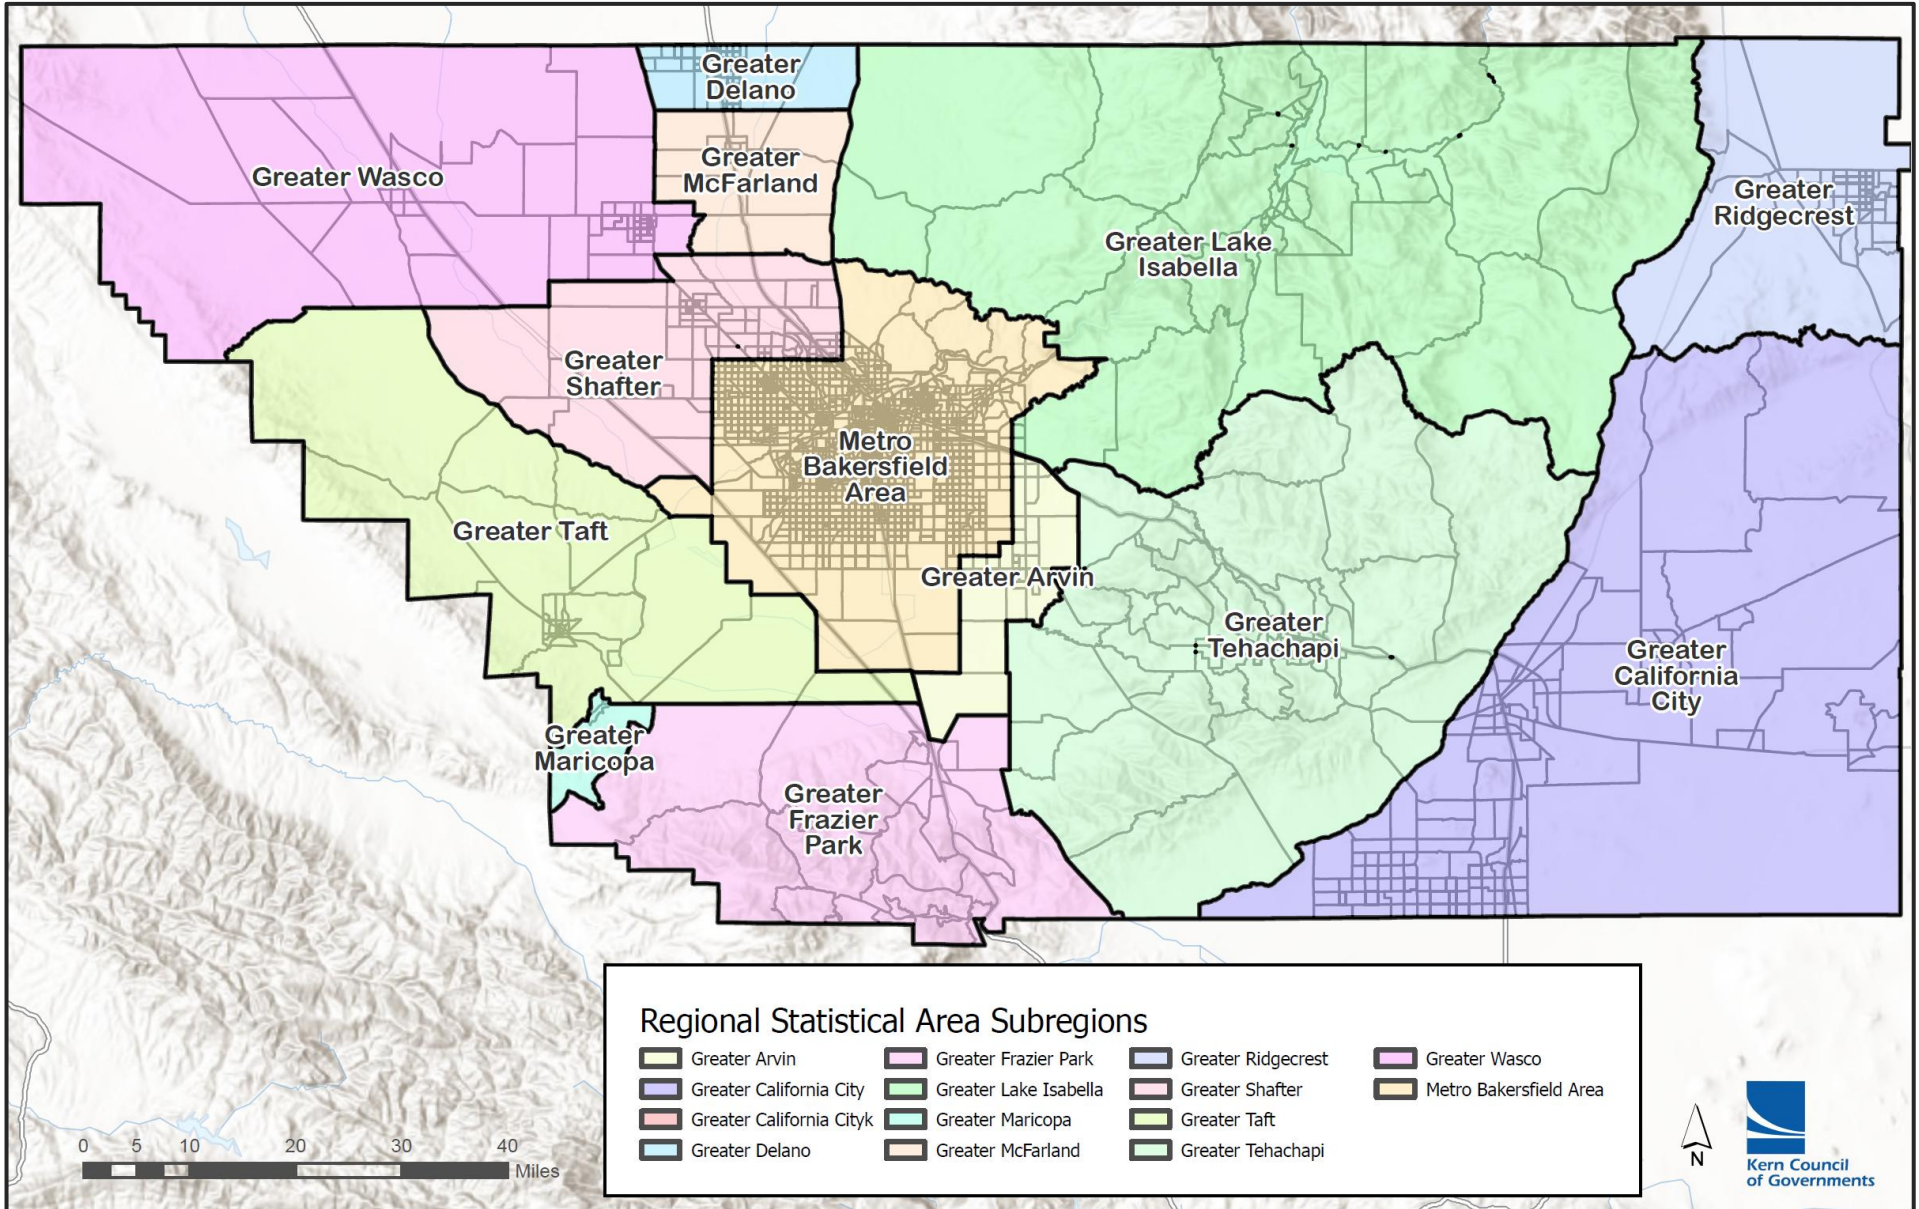 Greater
Delano
Greater
McFarland
Greater Wasco
Greater
Ridgecrest
Greater Lake
Isabella
Greater
Shafter
Metro
Bakersfield
Area
Greater Taft
Greater Arvin
Greater
Tehachapi
Greater
California
City
Greater
Maricopa
Greater
Frazier
Park
Regional Statistical Area Subregions
Greater Arvin
Greater California City
Greater California Cityk
Greater Delano
Greater Frazier Park
Greater Lake Isabella
Greater Maricopa
Greater McFarland
Greater Ridgecrest
Greater Shafter
Greater Taft
Greater Tehachapi
Greater Wasco
Metro Bakersfield Area
0 5 10 20 30 40
Miles
N
Kern Council
of Governments